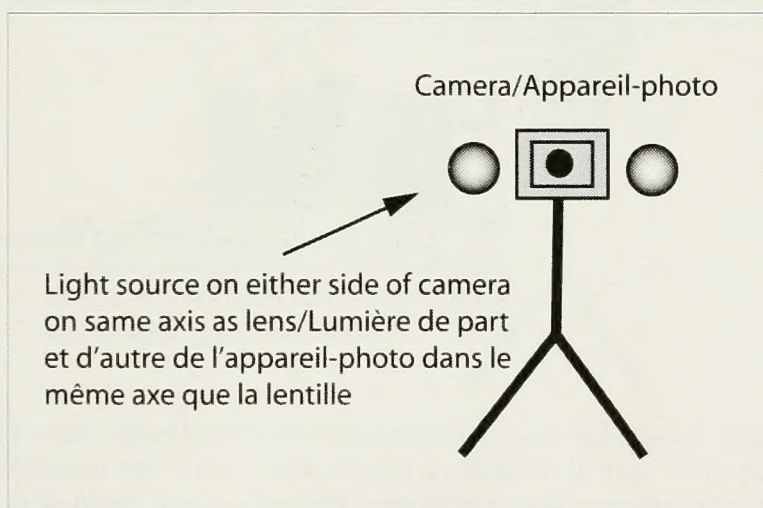 Camera/Appareil-photo
Light source on either side of camera
on same axis as lens/Lumière de part
et d'autre de l'appareil-photo dans le
même axe que la lentille